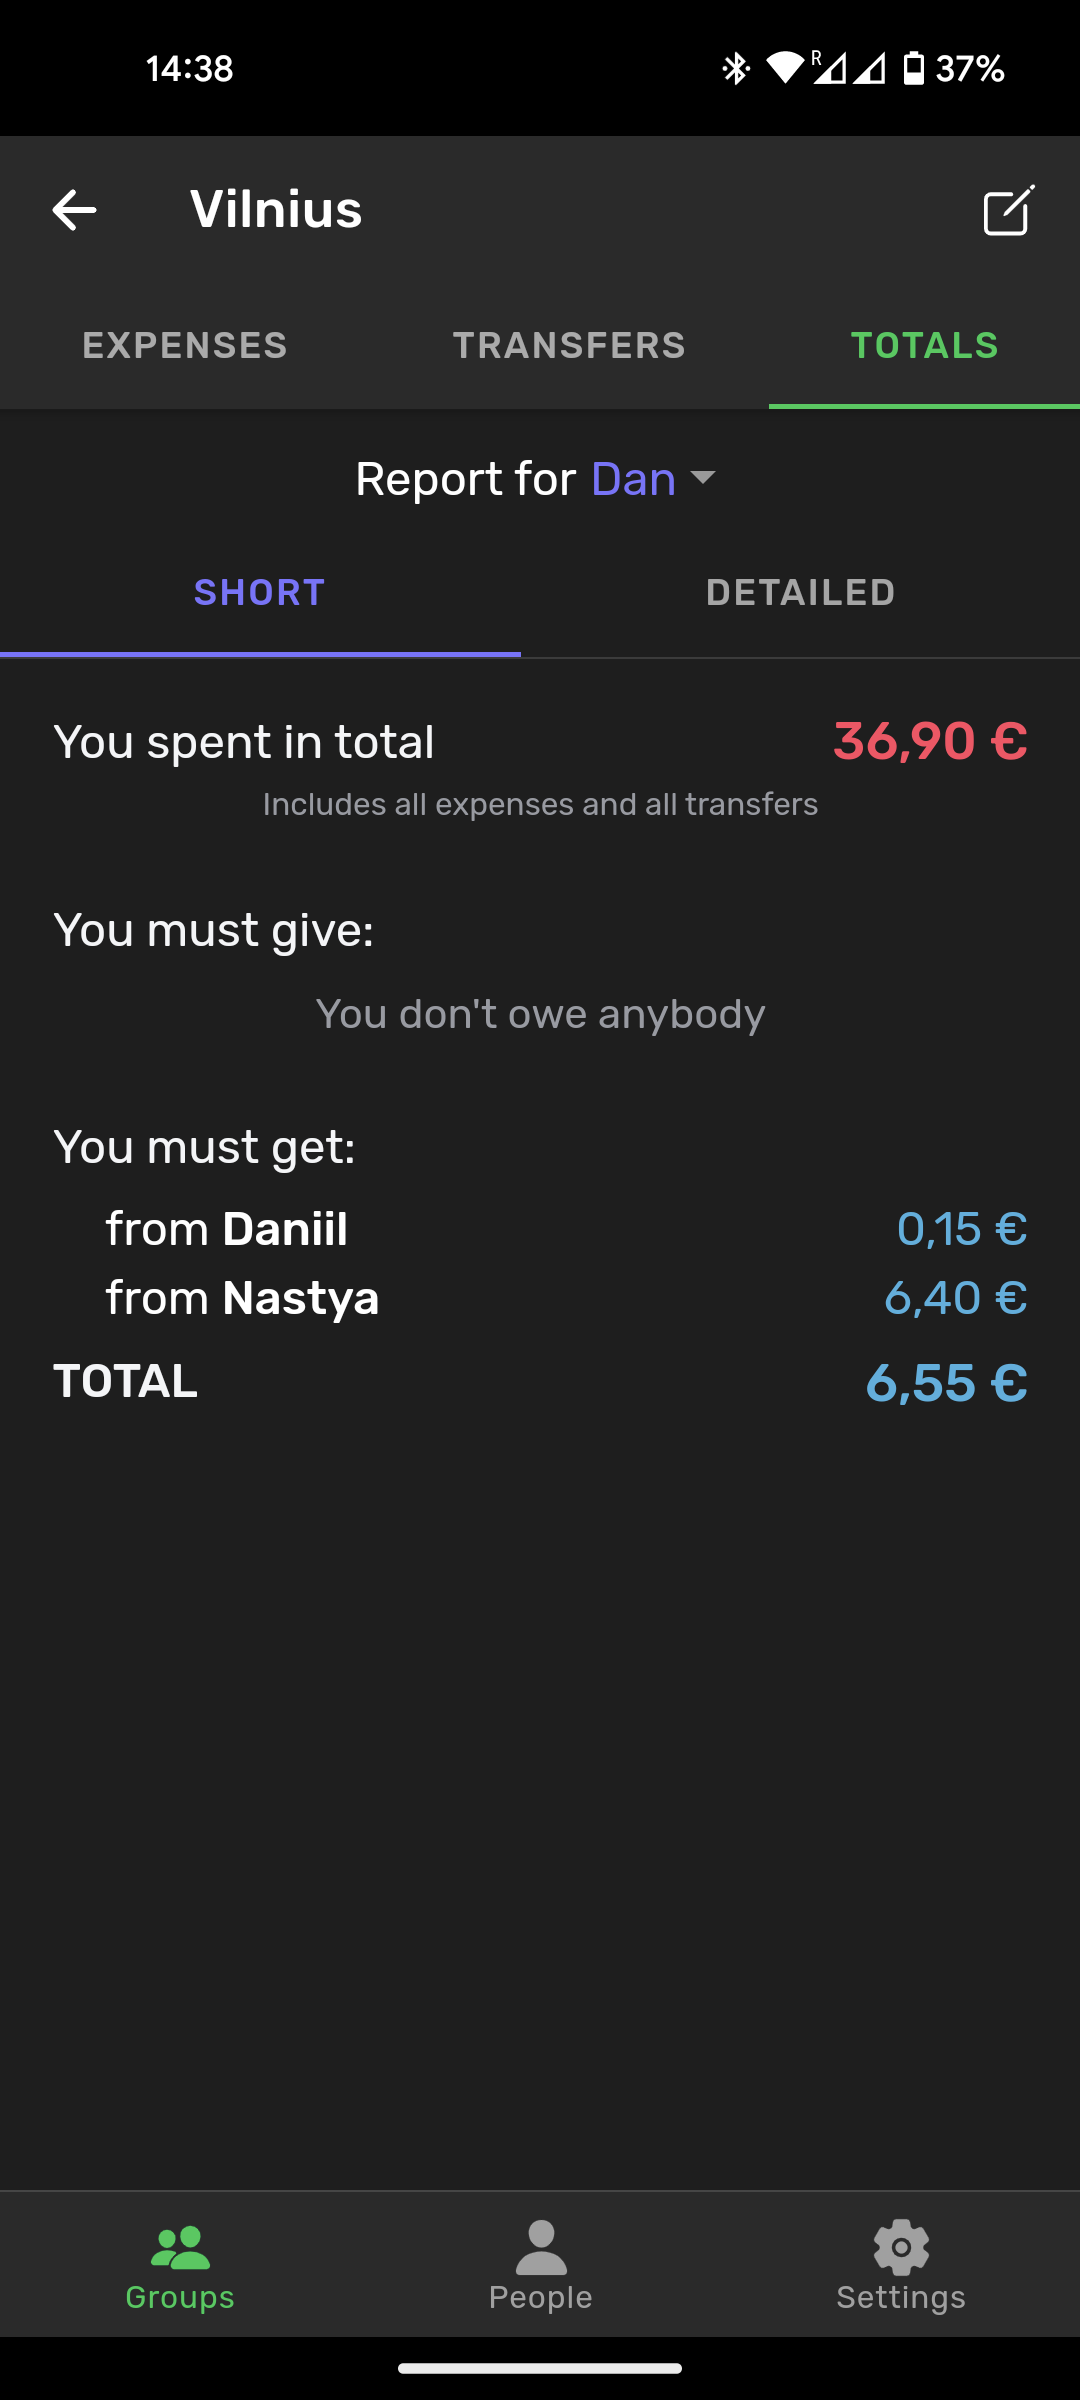 14:38
R 37%
Vilnius
EXPENSES TRANSFERS TOTALS
Report for Dan
SHORT DETAILED
You spent in total 36,90 €
Includes all expenses and all transfers
You must give:
You don't owe anybody
You must get:
from Daniil 0,15 €
from Nastya 6,40 €
TOTAL 6,55 €
Groups People Settings